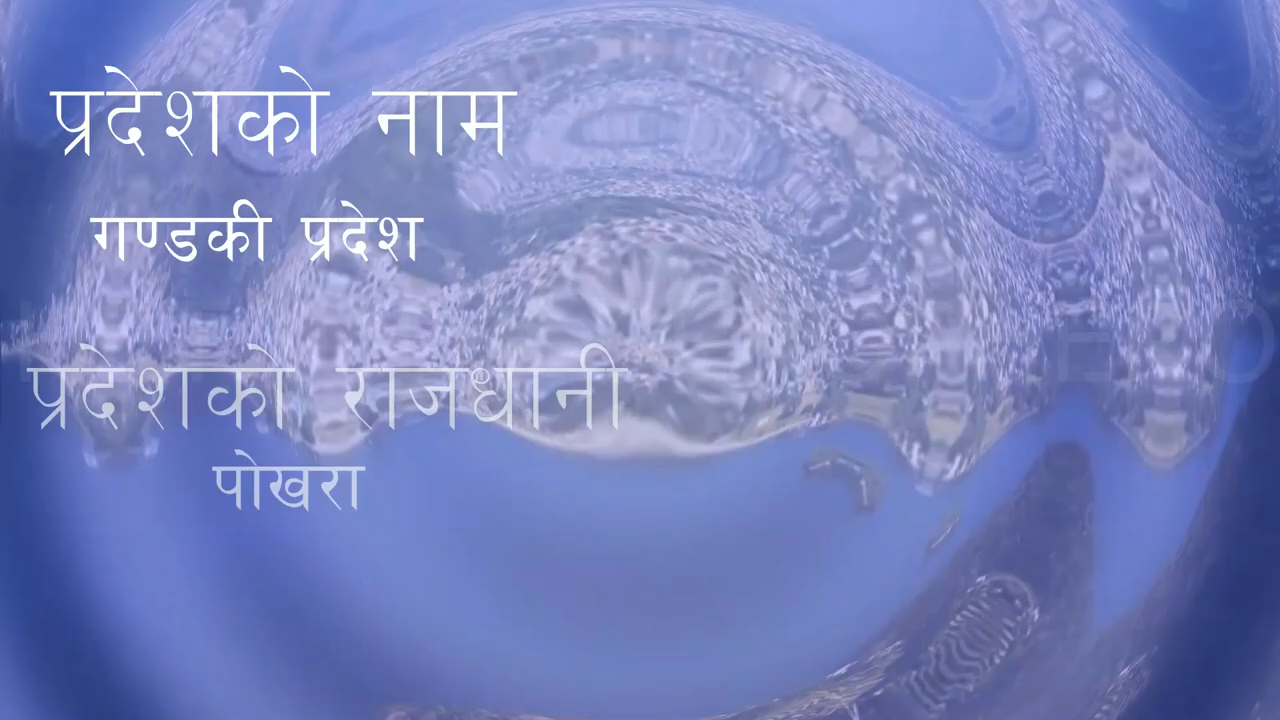 प्रदेशको नाम
गण्डकी प्रदेश
प्रदेशको राजधानी
पोखरा